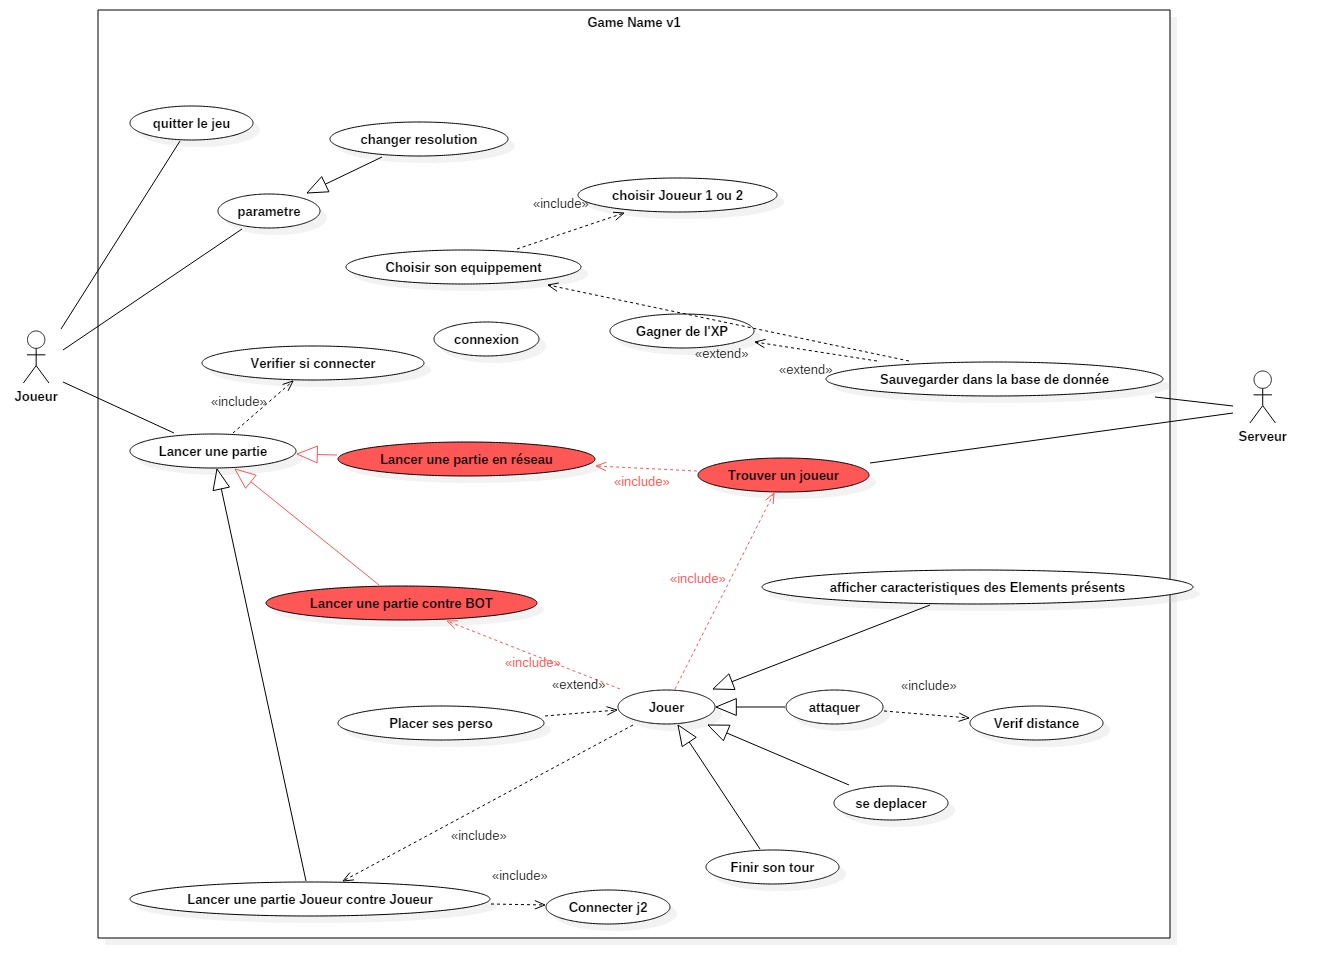 Game Name v1
quitter le jeu
changer resolution
parametre
choisir Joueur 1 ou 2
«include»
Choisir son equippement
Gagner de l'XP
connexion
«extend»
Verifier si connecter
«extend»
Sauvegarder dans la base de donnée
Joueur
«include»
Serveur
Lancer une partie
Lancer une partie en réseau
Trouver un joueur
«include»
«include»
afficher caracteristiques des Elements présents
Lancer une partie contre BOT
«include»
«extend»
«include»
Jouer
attaquer
Placer ses perso
Verif distance
se deplacer
«include»
Finir son tour
«include»
Lancer une partie Joueur contre Joueur
Connecter j2